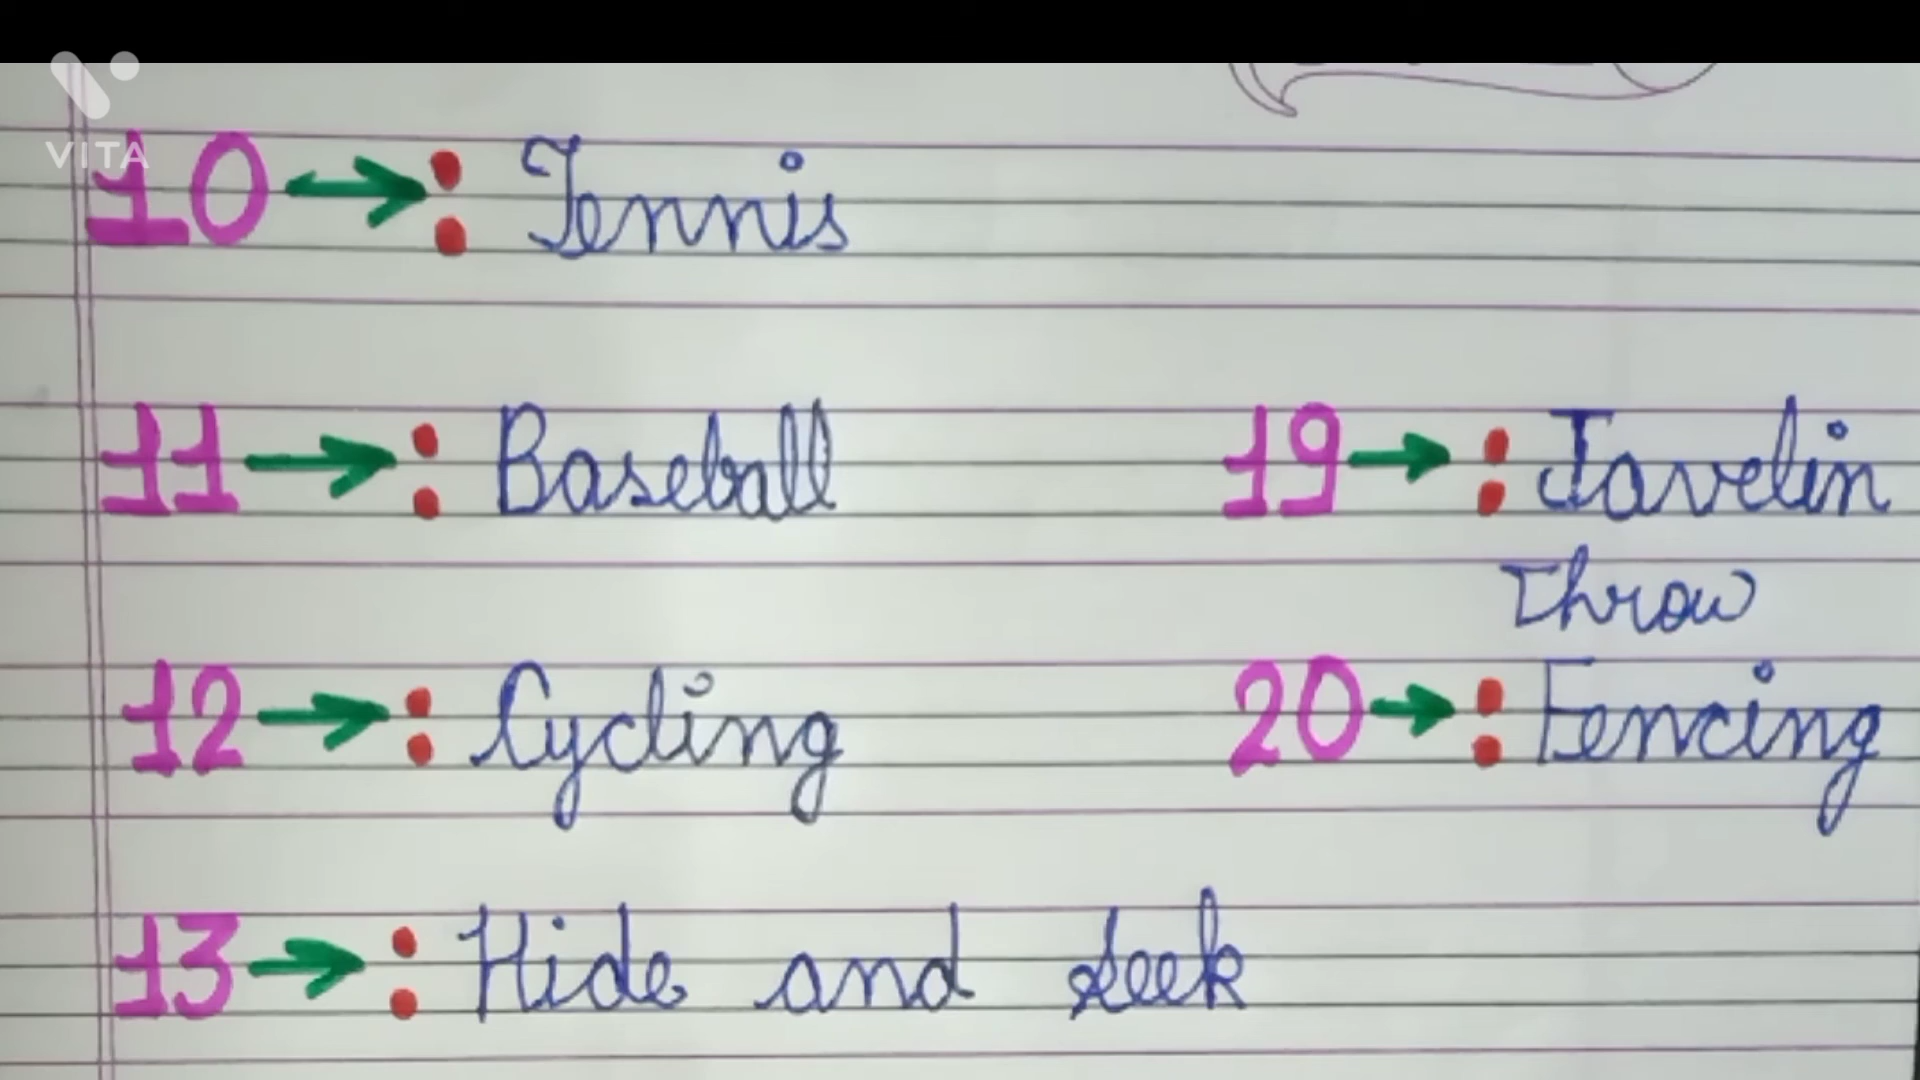 VITA
10 → : Tennis
11 → : Baseball
19 → : Javelin
Throw
12 → : Cycling
20 → : Fencing
13 → : Hide and seek